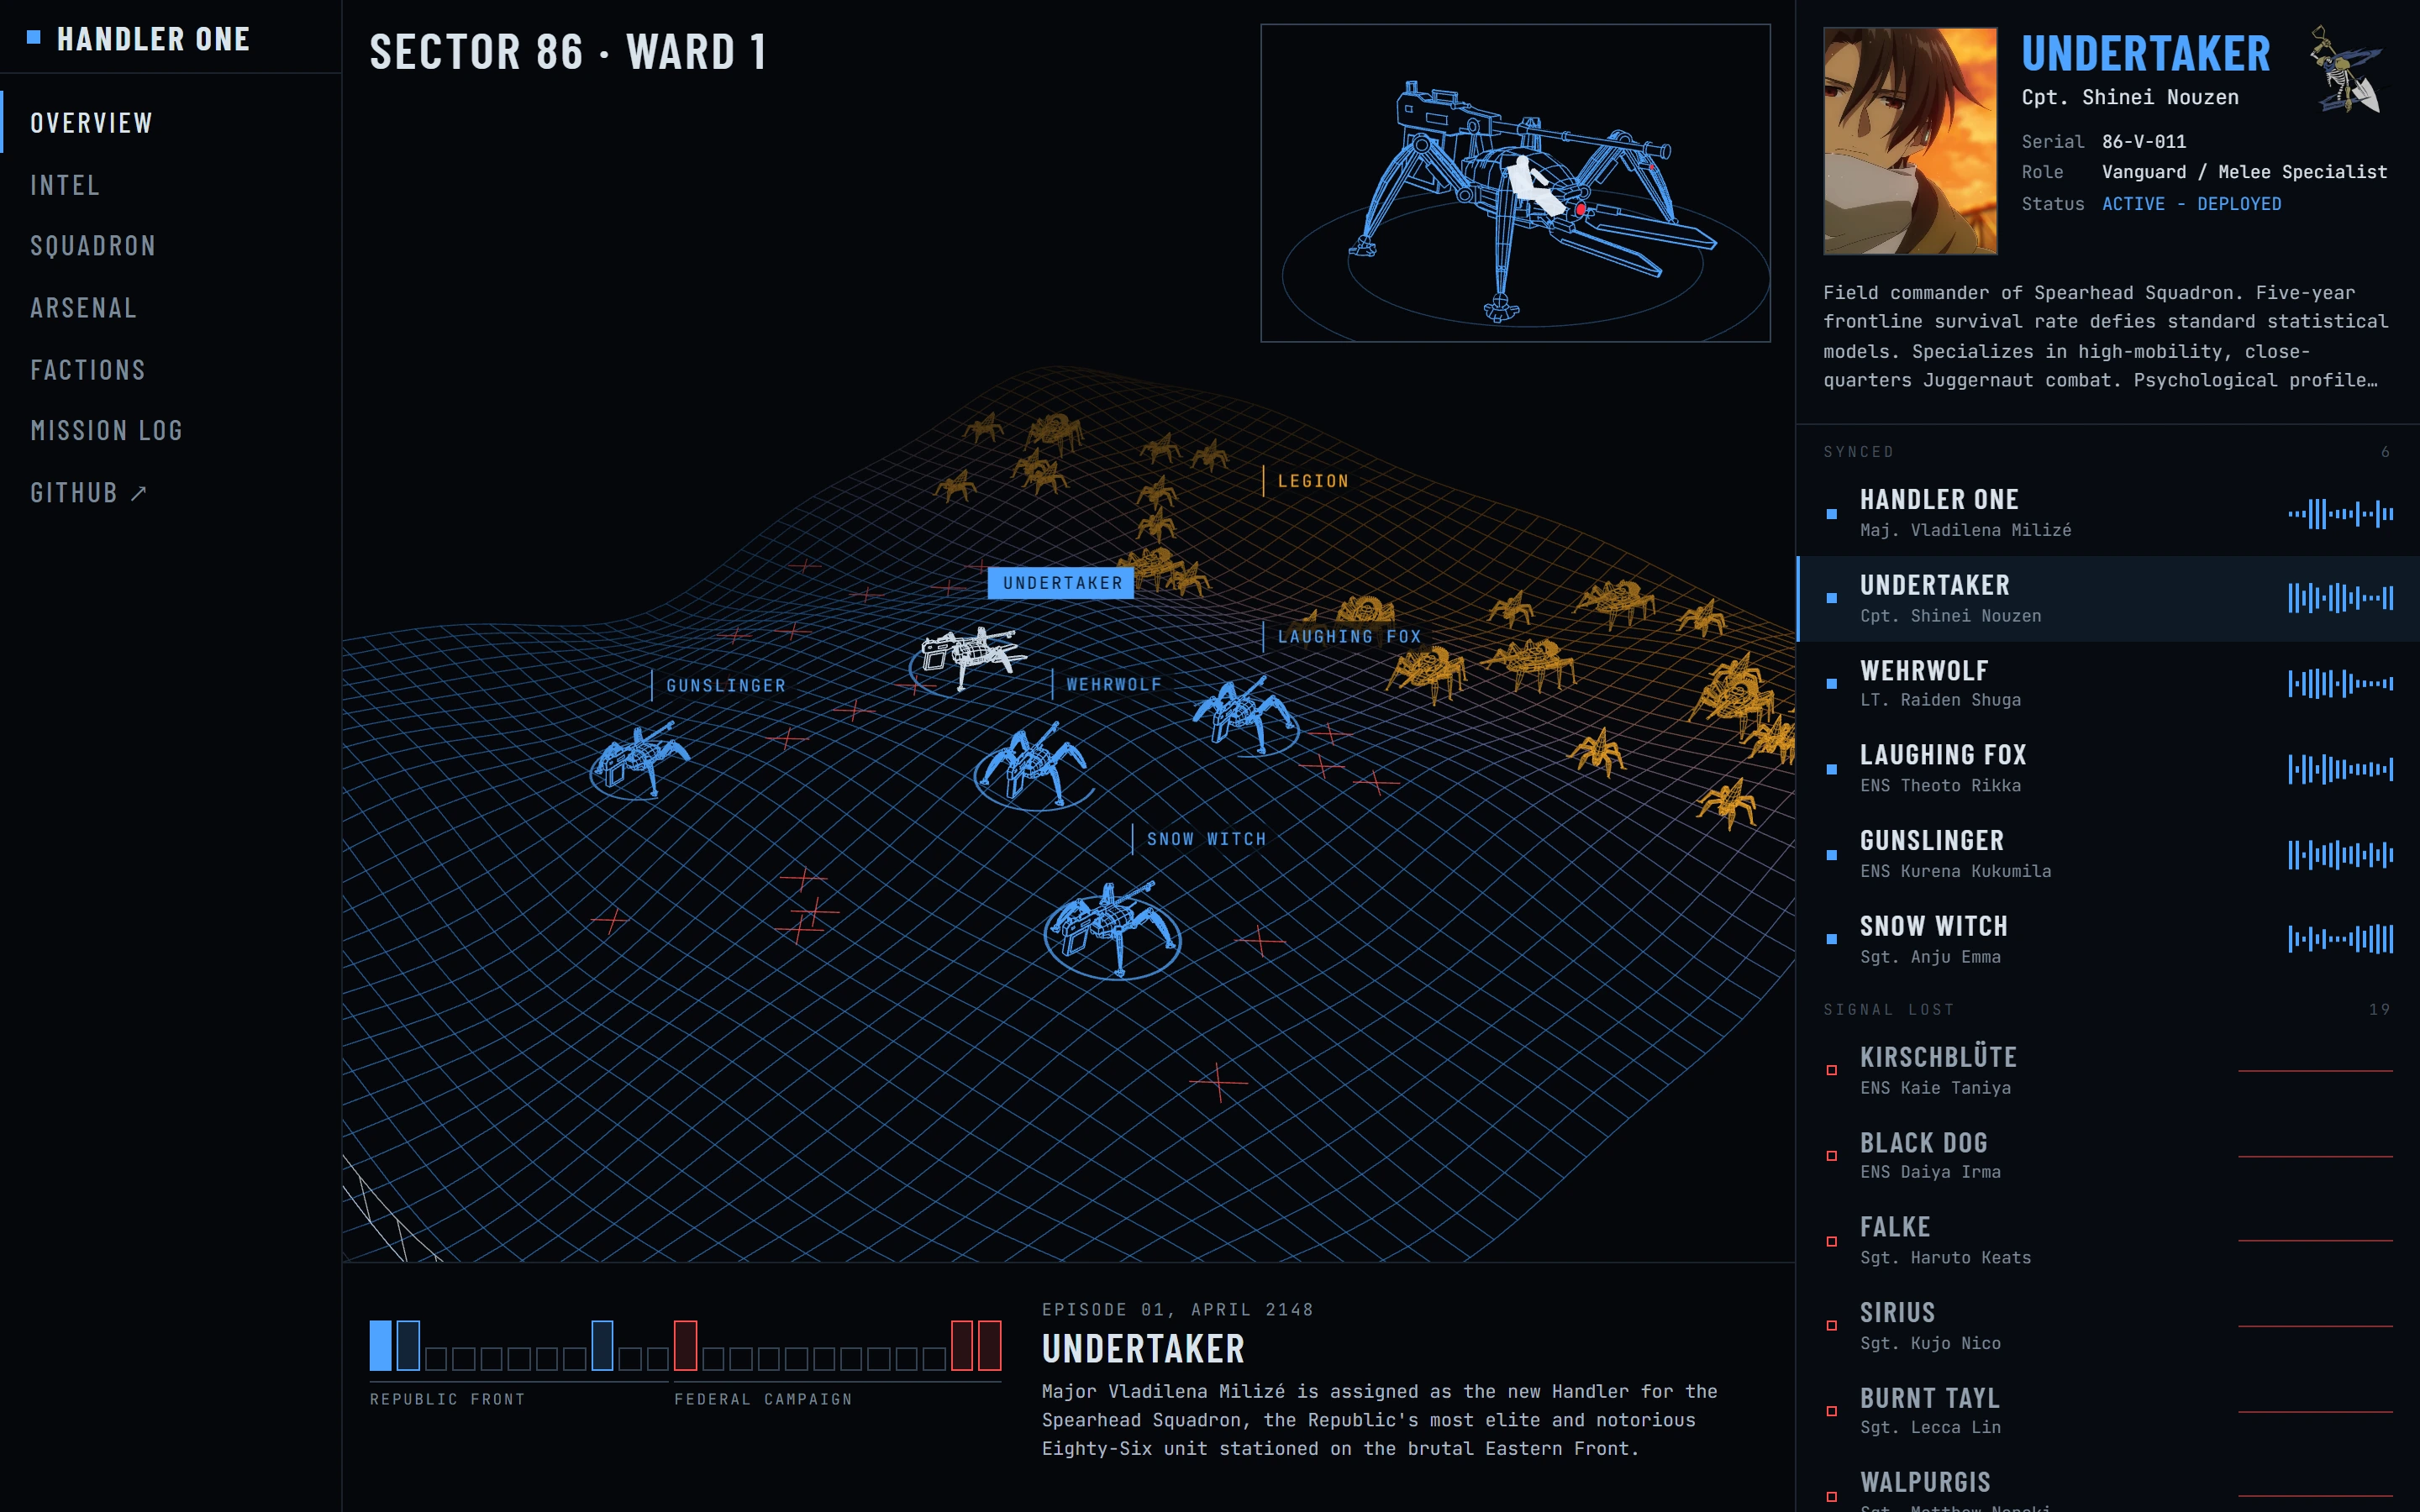 HANDLER ONE
OVERVIEW
INTEL
SQUADRON
ARSENAL
FACTIONS
MISSION LOG
GITHUB ↗
SECTOR 86 · WARD 1
LEGION
UNDERTAKER
LAUGHING FOX
GUNSLINGER
WEHRWOLF
SNOW WITCH
REPUBLIC FRONT
FEDERAL CAMPAIGN
EPISODE 01, APRIL 2148
UNDERTAKER
Major Vladilena Milizé is assigned as the new Handler for the
Spearhead Squadron, the Republic's most elite and notorious
Eighty-Six unit stationed on the brutal Eastern Front.
UNDERTAKER
Cpt. Shinei Nouzen
Serial 86-V-011
Role Vanguard / Melee Specialist
Status ACTIVE - DEPLOYED
Field commander of Spearhead Squadron. Five-year
frontline survival rate defies standard statistical
models. Specializes in high-mobility, close-
quarters Juggernaut combat. Psychological profile…
SYNCED 6
HANDLER ONE
Maj. Vladilena Milizé
UNDERTAKER
Cpt. Shinei Nouzen
WEHRWOLF
LT. Raiden Shuga
LAUGHING FOX
ENS Theoto Rikka
GUNSLINGER
ENS Kurena Kukumila
SNOW WITCH
Sgt. Anju Emma
SIGNAL LOST 19
KIRSCHBLÜTE
ENS Kaie Taniya
BLACK DOG
ENS Daiya Irma
FALKE
Sgt. Haruto Keats
SIRIUS
Sgt. Kujo Nico
BURNT TAYL
Sgt. Lecca Lin
WALPURGIS